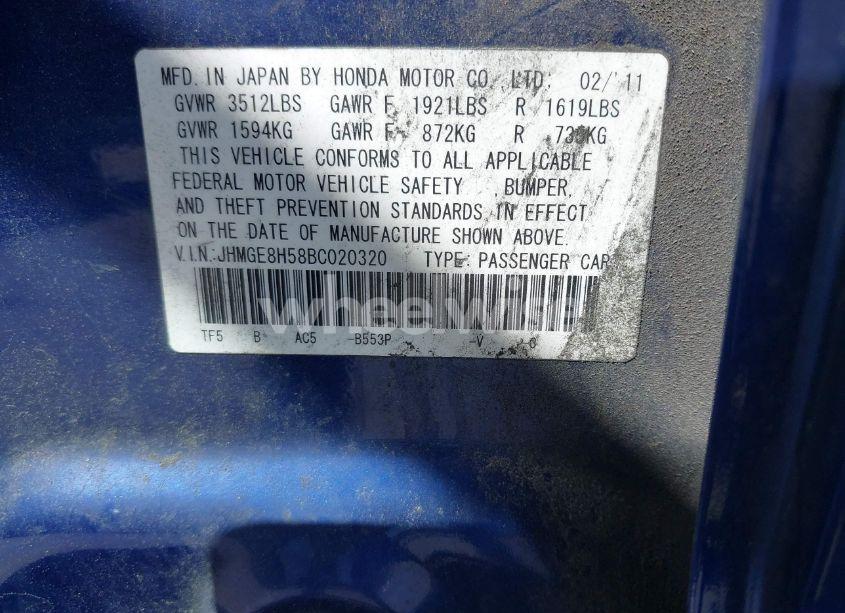 MFD. IN JAPAN BY HONDA MOTOR CO. LTD. 02/'11
GVWR 3512LBS GAWR F 1921LBS R 1619LBS
GVWR 1594KG GAWR F 872KG R
THIS VEHICLE CONFORMS TO ALL APPLICABLE
FEDERAL MOTOR VEHICLE SAFETY, BUMPER,
AND THEFT PREVENTION STANDARDS IN EFFECT
ON THE DATE OF MANUFACTURE SHOWN ABOVE.
V.I.N.:JHMGE8H58BC020320 TYPE: PASSENGER CAR
wheelwise
TF5 B AC5 -B553P -V 0